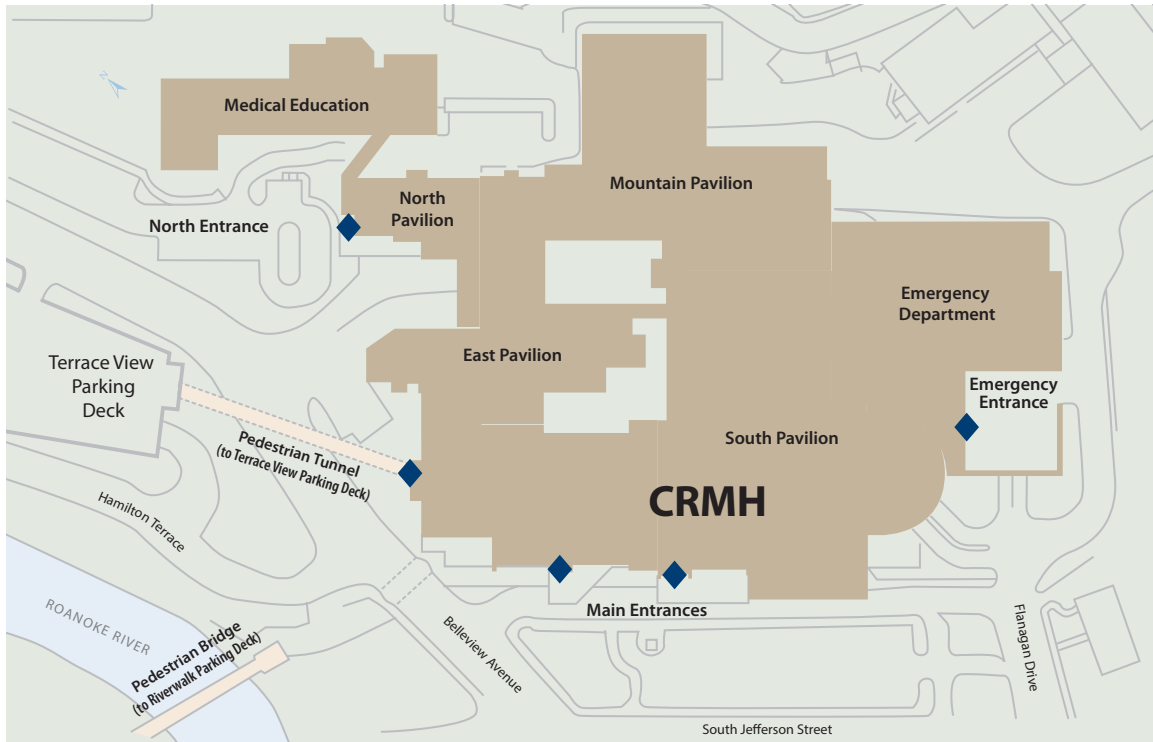 N
Medical Education
Mountain Pavilion
North
Pavilion
North Entrance
Emergency
Department
East Pavilion
Terrace View
Parking
Deck
Emergency
Entrance
South Pavilion
Pedestrian Tunnel
(to Terrace View Parking Deck)
CRMH
Hamilton Terrace
Main Entrances
ROANOKE RIVER
Pedestrian Bridge
(to Riverwalk Parking Deck)
Belleview Avenue
Flanagan Drive
South Jefferson Street